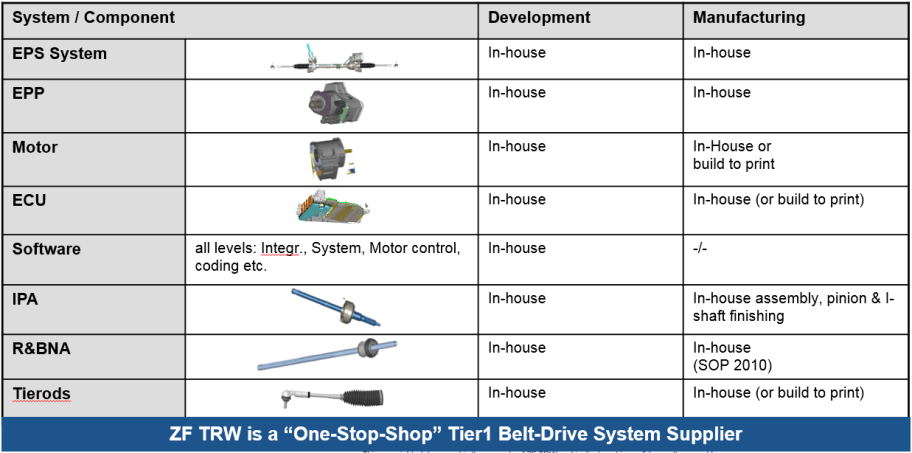 System / Component Development Manufacturing
EPS System In-house In-house
EPP In-house In-house
Motor In-house In-House or
build to print
ECU In-house In-house (or build to print)
Software all levels: Integr., System, Motor control, In-house -/-
coding etc.
IPA In-house In-house assembly, pinion & I-
shaft finishing
R&BNA In-house In-house
(SOP 2010)
Tierods In-house In-house (or build to print)
ZF TRW is a “One-Stop-Shop” Tier1 Belt-Drive System Supplier